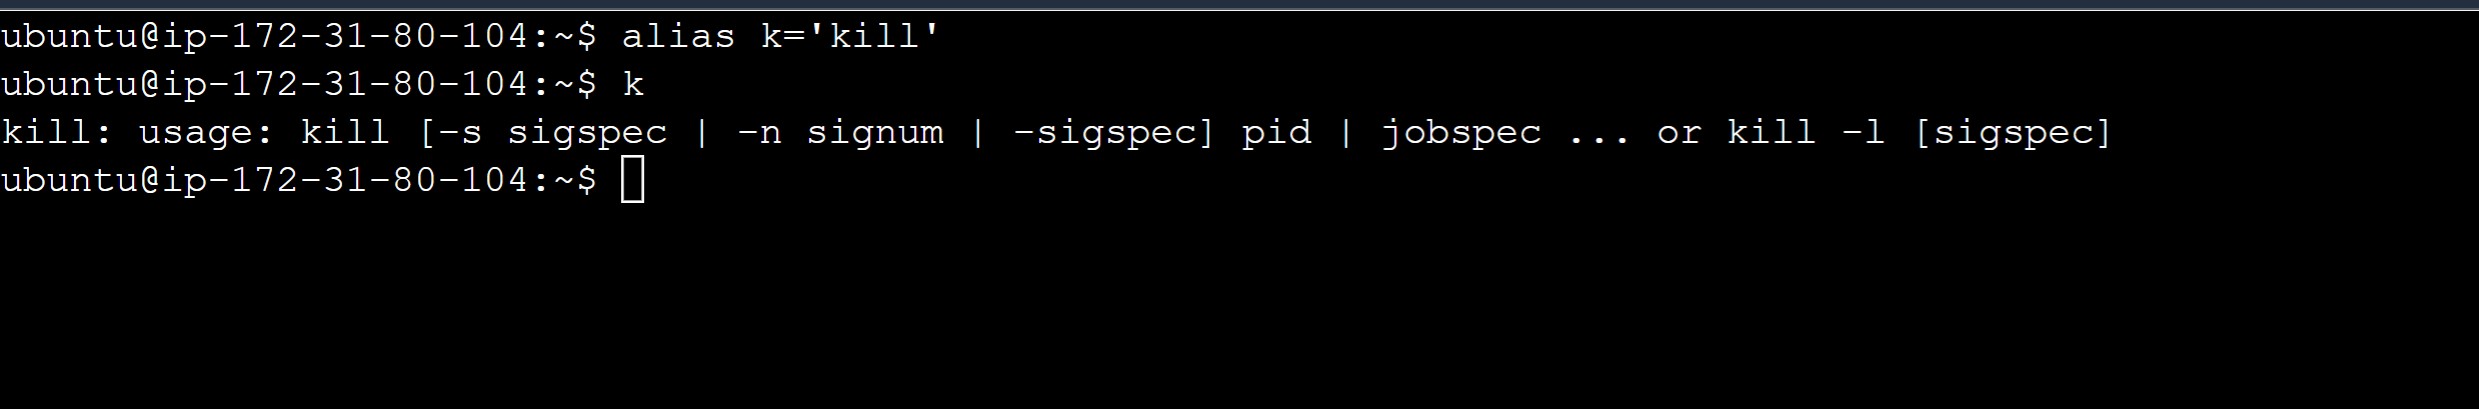 ubuntu@ip-172-31-80-104:~$ alias k='kill'
ubuntu@ip-172-31-80-104:~$ k
kill: usage: kill [-s sigspec | -n signum | -sigspec] pid | jobspec ... or kill -l [sigspec]
ubuntu@ip-172-31-80-104:~$